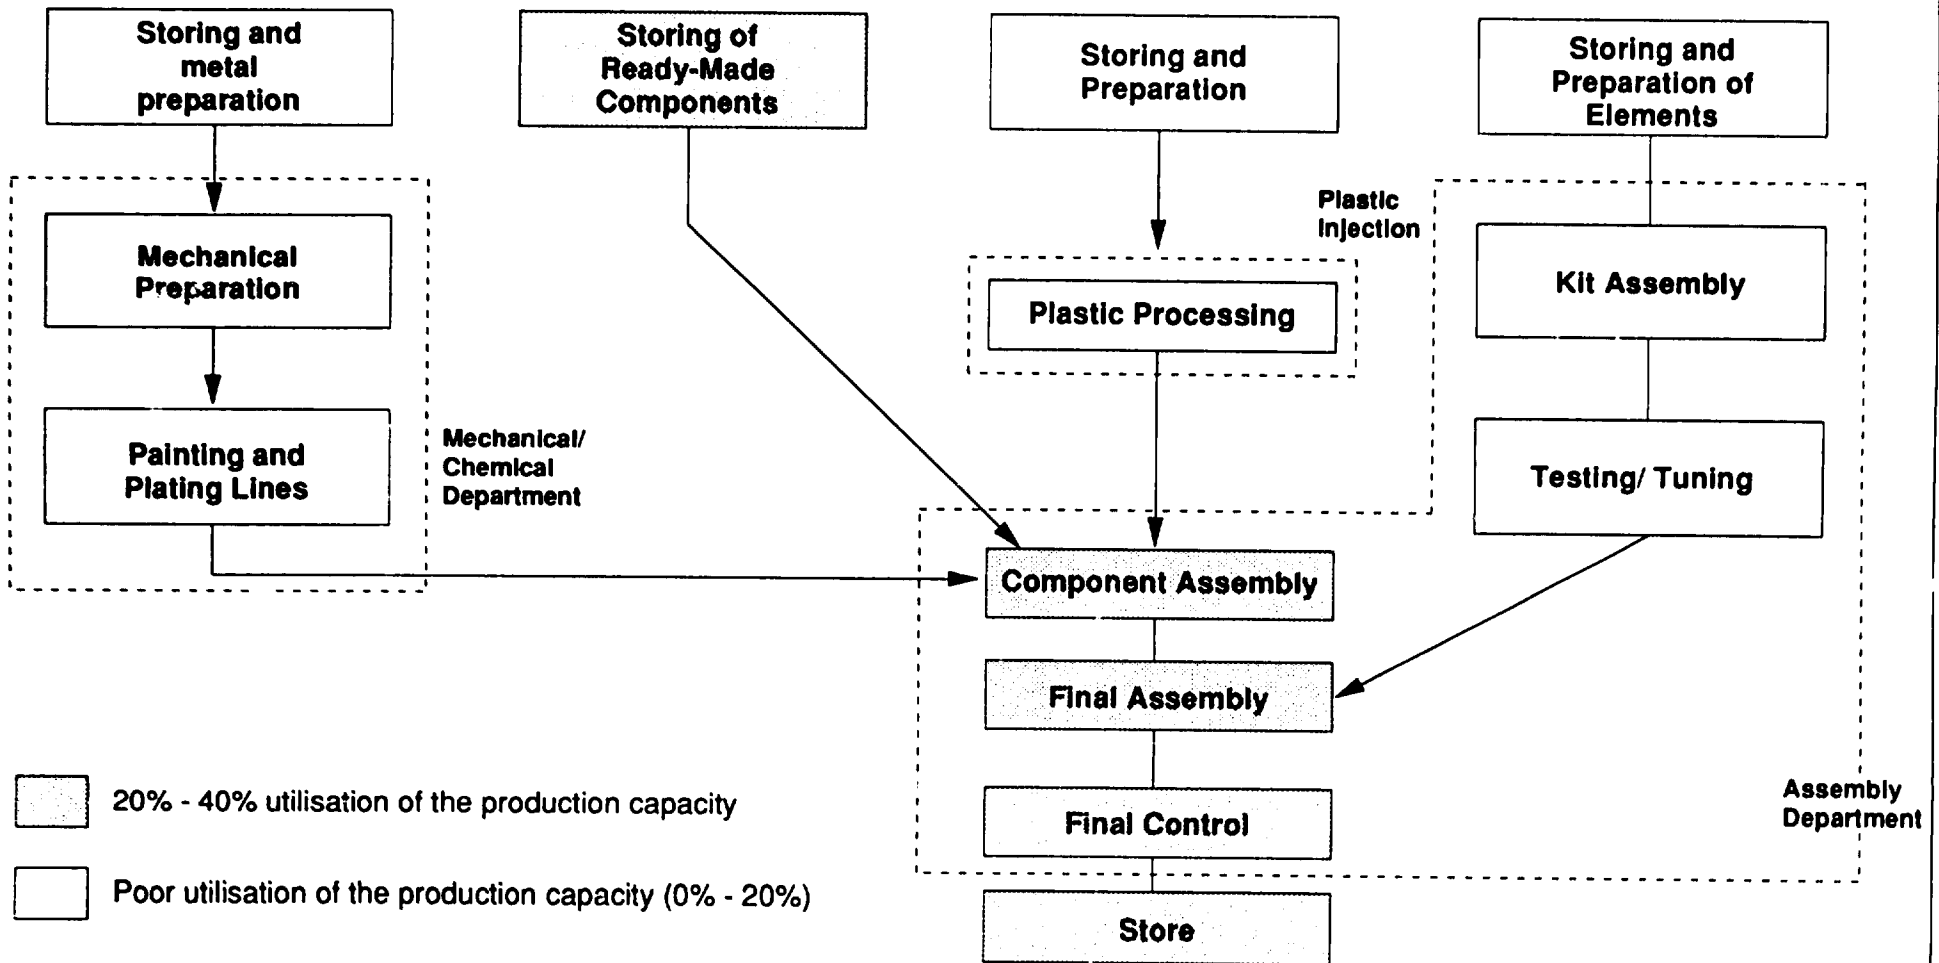 Storing and
metal
preparation
Storing of
Ready-Made
Components
Storing and
Preparation
Storing and
Preparation of
Elements
Plastic
Injection
Mechanical
Preparation
Plastic Processing
Kit Assembly
Painting and
Plating Lines
Mechanical/
Chemical
Department
Testing/ Tuning
Component Assembly
Final Assembly
20% - 40% utilisation of the production capacity
Final Control
Assembly
Department
Poor utilisation of the production capacity (0% - 20%)
Store